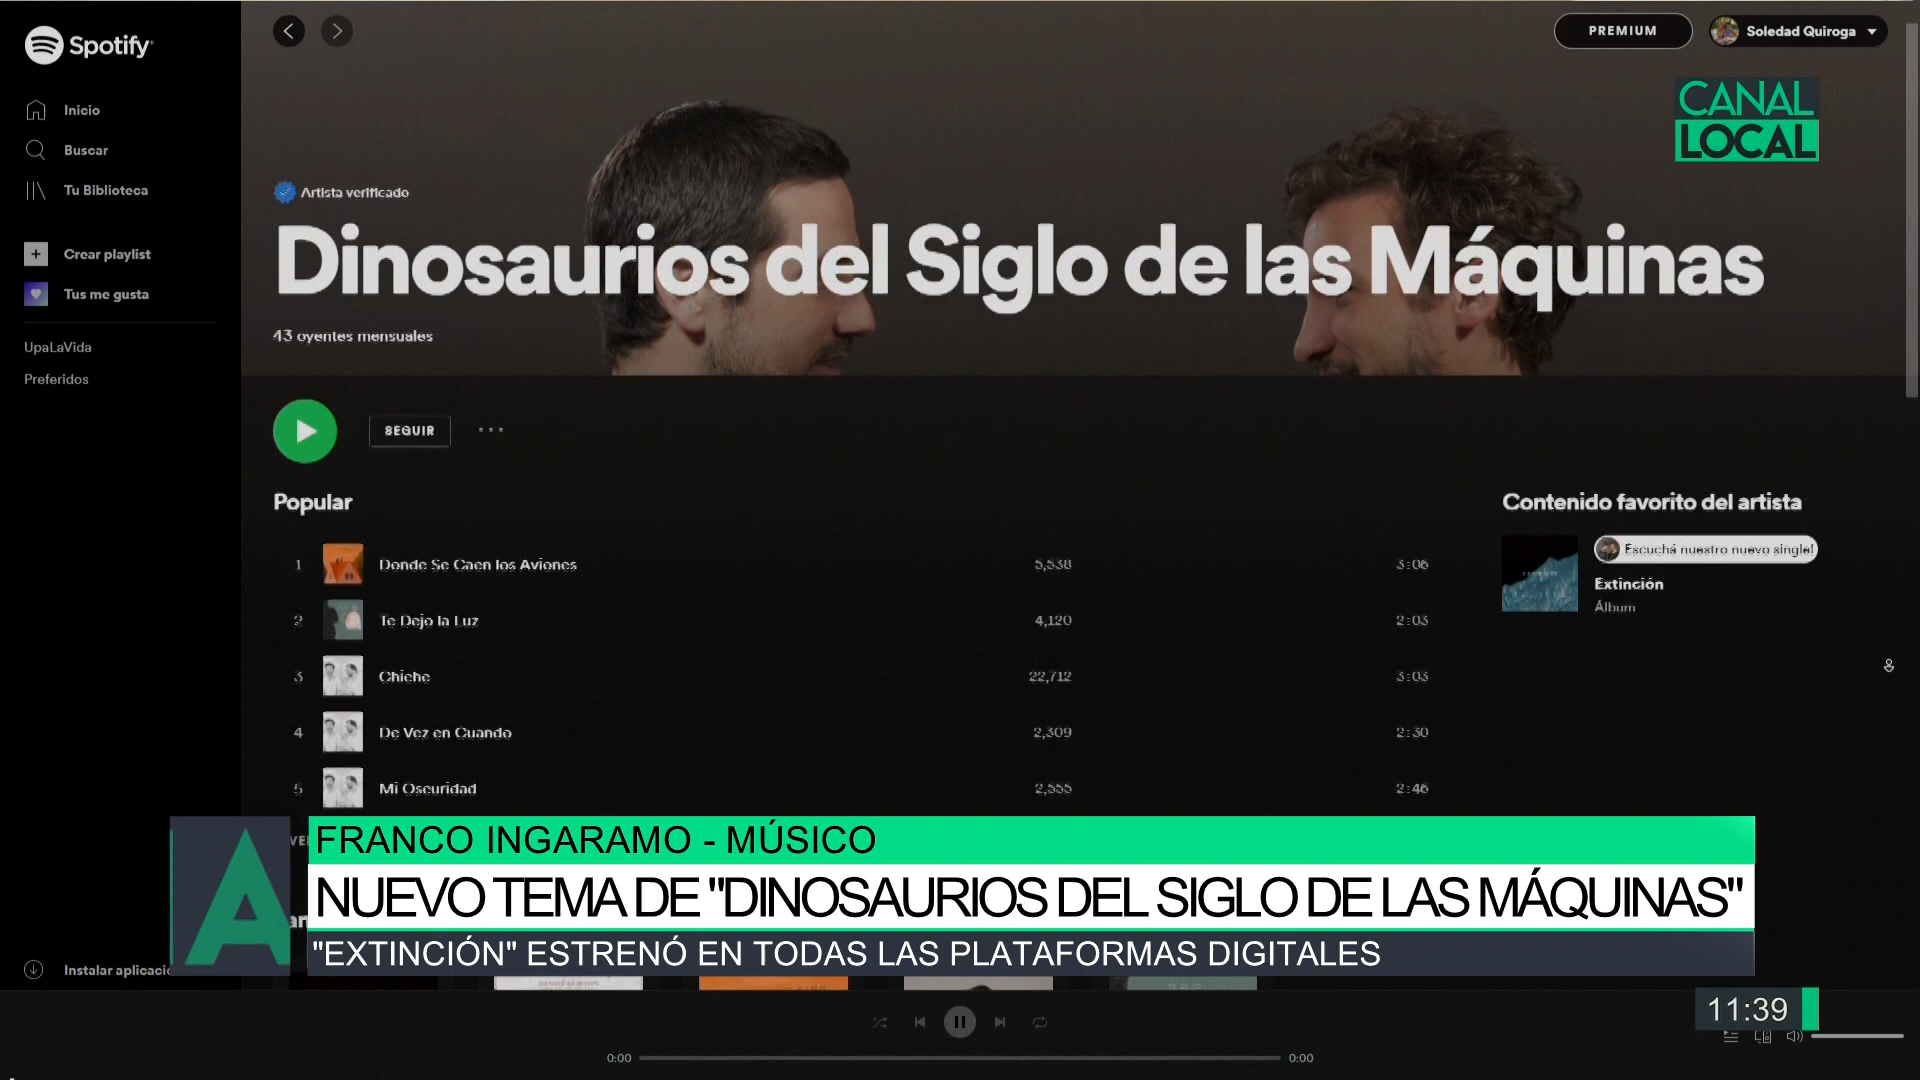 Spotify
PREMIUM
Soledad Quiroga
Inicio
Buscar
Tu Biblioteca
Crear playlist
Tus me gusta
UpaLaVida
Preferidos
CANAL
LOCAL
Artista verificado
Dinosaurios del Siglo de las Máquinas
43 oyentes mensuales
SEGUIR
Popular
Contenido favorito del artista
1 Donde Se Caen los Aviones 5,538 3:06
Escuchá nuestro nuevo single!
Extinción
Álbum
2 Te Dejo la Luz 4,120 2:03
3 Chiche 22,712 3:03
4 De Vez en Cuando 2,309 2:30
5 Mi Oscuridad 2,555 2:46
A
FRANCO INGARAMO - MÚSICO
NUEVO TEMA DE "DINOSAURIOS DEL SIGLO DE LAS MÁQUINAS"
"EXTINCIÓN" ESTRENÓ EN TODAS LAS PLATAFORMAS DIGITALES
Instalar aplicació
11:39
0:00
0:00